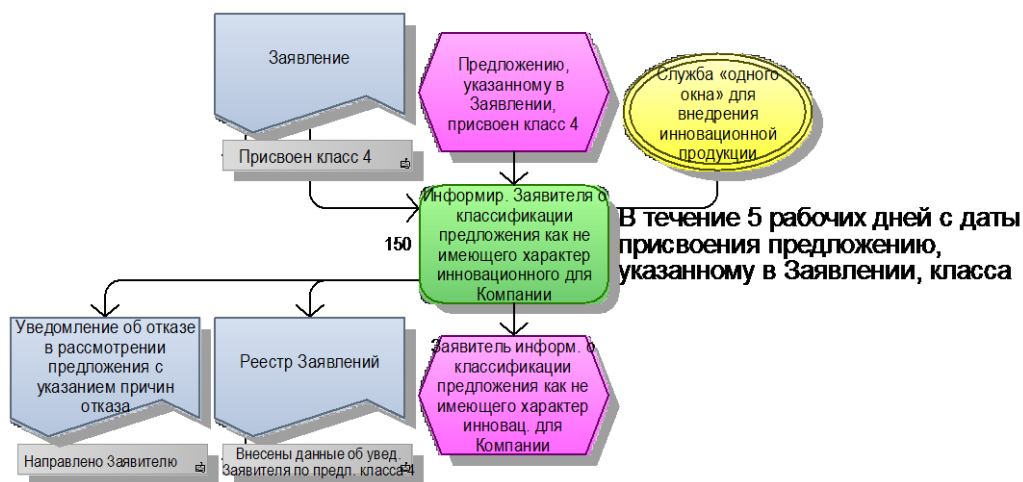 Заявление
Присвоен класс 4
Предложению,
указанному в
Заявлении,
присвоен класс 4
Служба «одного
окна» для
внедрения
инновационной
продукции
150
Информир. Заявителя о
классификации
предложения как не
имеющего характер
инновационного для
Компании
В течение 5 рабочих дней с даты
присвоения предложению,
указанному в Заявлении, класса
Уведомление об отказе
в рассмотрении
предложения с
указанием причин
отказа
Направлено Заявителю
Реестр Заявлений
Внесены данные об увед.
Заявителя по предл. класса 4
Заявитель информ. о
классификации
предложения как не
имеющего характер
инновац. для
Компании